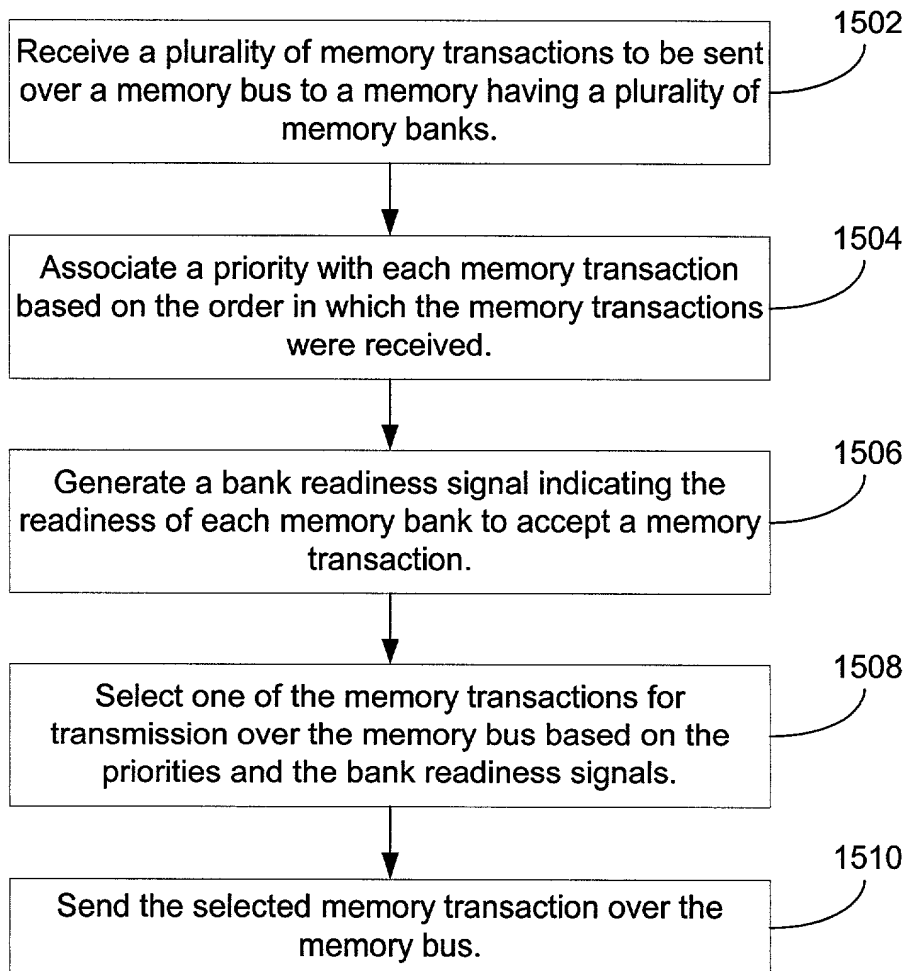 1502
Receive a plurality of memory transactions to be sent
over a memory bus to a memory having a plurality of
memory banks.
1504
Associate a priority with each memory transaction
based on the order in which the memory transactions
were received.
1506
Generate a bank readiness signal indicating the
readiness of each memory bank to accept a memory
transaction.
1508
Select one of the memory transactions for
transmission over the memory bus based on the
priorities and the bank readiness signals.
1510
Send the selected memory transaction over the
memory bus.